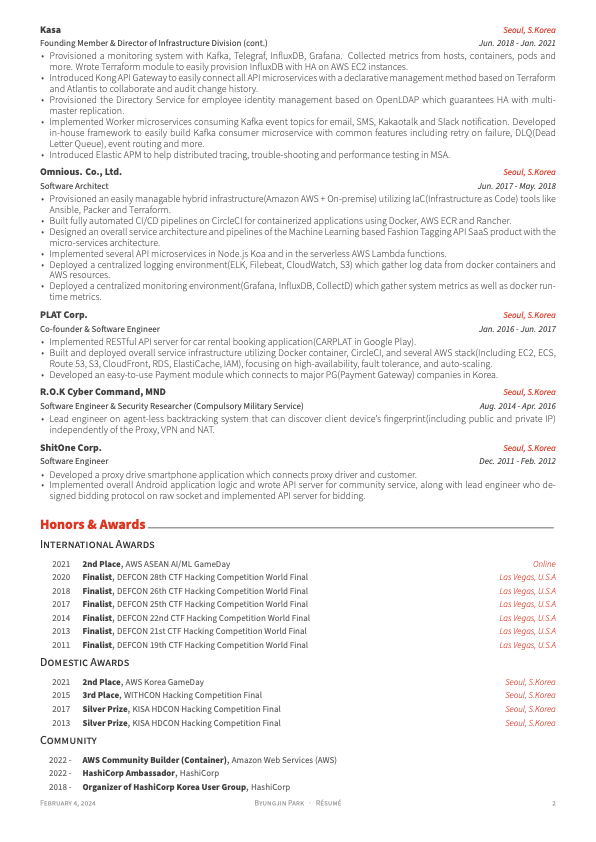 Kasa Seoul, S.Korea
Founding Member & Director of Infrastructure Division (cont.) Jun. 2018 - Jan. 2021
• Provisioned a monitoring system with Kafka, Telegraf, InfluxDB, Grafana. Collected metrics from hosts, containers, pods and
more. Wrote Terraform module to easily provision InfluxDB with HA on AWS EC2 instances.
• Introduced Kong API Gateway to easily connect all API microservices with a declarative management method based on Terraform
and Atlantis to collaborate and audit change history.
• Provisioned the Directory Service for employee identity management based on OpenLDAP which guarantees HA with multi-
master replication.
• Implemented Worker microservices consuming Kafka event topics for email, SMS, Kakaotalk and Slack notification. Developed
in-house framework to easily build Kafka consumer microservice with common features including retry on failure, DLQ(Dead
Letter Queue), event routing and more.
• Introduced Elastic APM to help distributed tracing, trouble-shooting and performance testing in MSA.
Omnious. Co., Ltd. Seoul, S.Korea
Software Architect Jun. 2017 - May. 2018
• Provisioned an easily managable hybrid infrastructure(Amazon AWS + On-premise) utilizing IaC(Infrastructure as Code) tools like
Ansible, Packer and Terraform.
• Built fully automated CI/CD pipelines on CircleCI for containerized applications using Docker, AWS ECR and Rancher.
• Designed an overall service architecture and pipelines of the Machine Learning based Fashion Tagging API SaaS product with the
micro-services architecture.
• Implemented several API microservices in Node.js Koa and in the serverless AWS Lambda functions.
• Deployed a centralized logging environment(ELK, Filebeat, CloudWatch, S3) which gather log data from docker containers and
AWS resources.
• Deployed a centralized monitoring environment(Grafana, InfluxDB, CollectD) which gather system metrics as well as docker run-
time metrics.
PLAT Corp. Seoul, S.Korea
Co-founder & Software Engineer Jan. 2016 - Jun. 2017
• Implemented RESTful API server for car rental booking application(CARPLAT in Google Play).
• Built and deployed overall service infrastructure utilizing Docker container, CircleCI, and several AWS stack(Including EC2, ECS,
Route 53, S3, CloudFront, RDS, ElastiCache, IAM), focusing on high-availability, fault tolerance, and auto-scaling.
• Developed an easy-to-use Payment module which connects to major PG(Payment Gateway) companies in Korea.
R.O.K Cyber Command, MND Seoul, S.Korea
Software Engineer & Security Researcher (Compulsory Military Service) Aug. 2014 - Apr. 2016
• Lead engineer on agent-less backtracking system that can discover client device's fingerprint(including public and private IP)
independently of the Proxy, VPN and NAT.
ShitOne Corp. Seoul, S.Korea
Software Engineer Dec. 2011 - Feb. 2012
• Developed a proxy drive smartphone application which connects proxy driver and customer.
• Implemented overall Android application logic and wrote API server for community service, along with lead engineer who de-
signed bidding protocol on raw socket and implemented API server for bidding.
Honors & Awards
International Awards
2021 2nd Place, AWS ASEAN AI/ML GameDay Online
2020 Finalist, DEFCON 28th CTF Hacking Competition World Final Las Vegas, U.S.A
2018 Finalist, DEFCON 26th CTF Hacking Competition World Final Las Vegas, U.S.A
2017 Finalist, DEFCON 25th CTF Hacking Competition World Final Las Vegas, U.S.A
2014 Finalist, DEFCON 22nd CTF Hacking Competition World Final Las Vegas, U.S.A
2013 Finalist, DEFCON 21st CTF Hacking Competition World Final Las Vegas, U.S.A
2011 Finalist, DEFCON 19th CTF Hacking Competition World Final Las Vegas, U.S.A
Domestic Awards
2021 2nd Place, AWS Korea GameDay Seoul, S.Korea
2015 3rd Place, WITHCON Hacking Competition Final Seoul, S.Korea
2017 Silver Prize, KISA HDCON Hacking Competition Final Seoul, S.Korea
2013 Silver Prize, KISA HDCON Hacking Competition Final Seoul, S.Korea
Community
2022 - AWS Community Builder (Container), Amazon Web Services (AWS)
2022 - HashiCorp Ambassador, HashiCorp
2018 - Organizer of HashiCorp Korea User Group, HashiCorp
February 4, 2024 Byungjin Park · Résumé 2